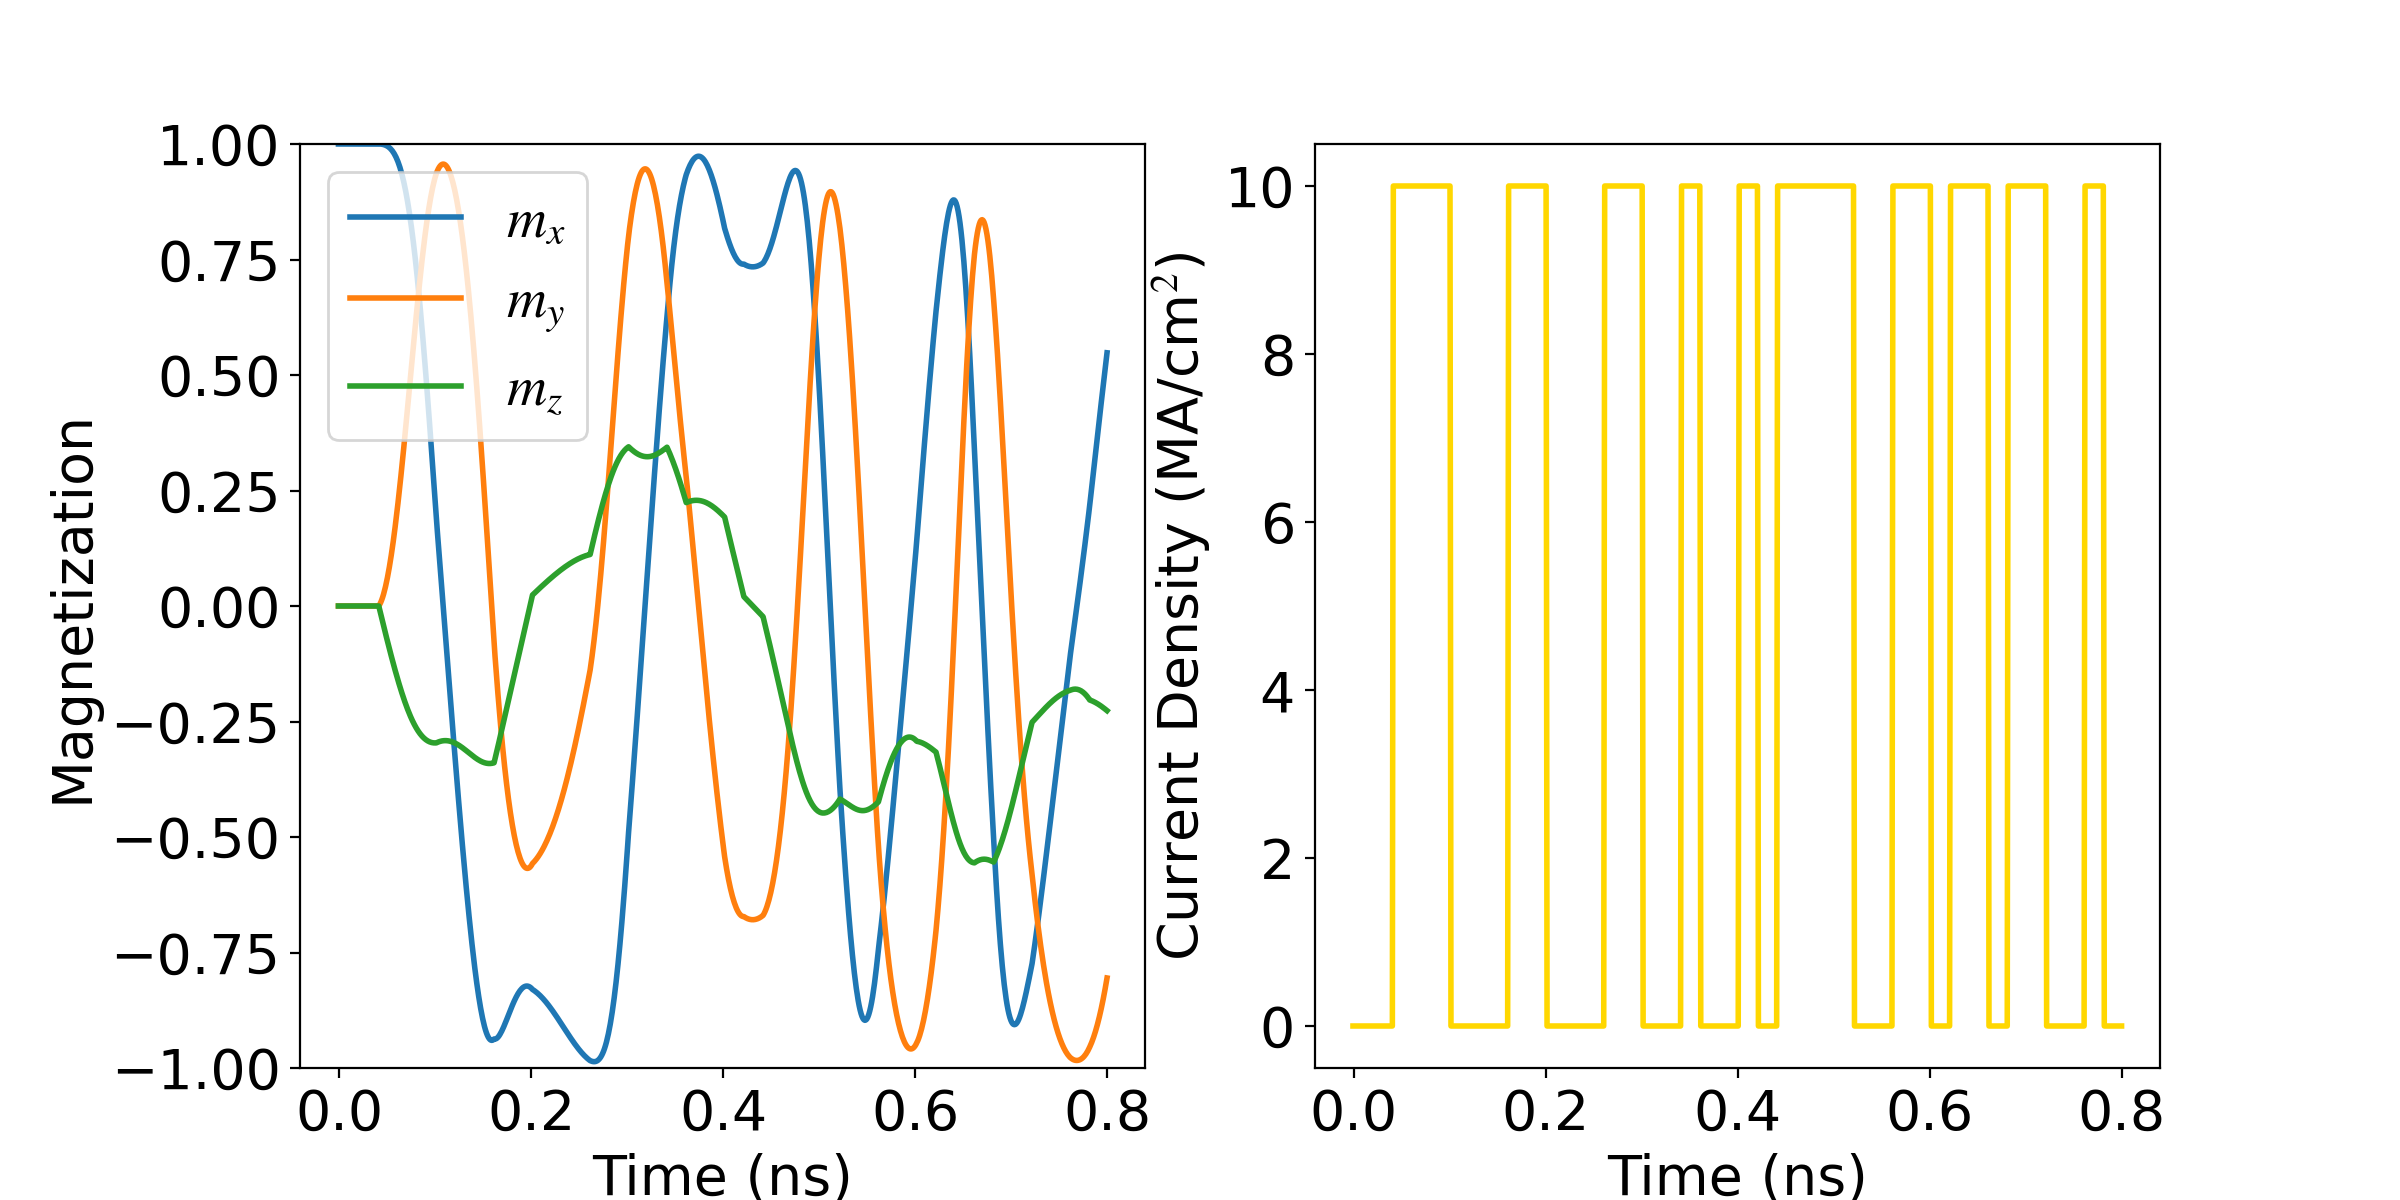 Magnetization
1.00
0.75
0.50
0.25
0.00
−0.25
−0.50
−0.75
−1.00
0.0 0.2 0.4 0.6 0.8
Time (ns)
m_x
m_y
m_z
Current Density (MA/cm²)
10
8
6
4
2
0
0.0 0.2 0.4 0.6 0.8
Time (ns)